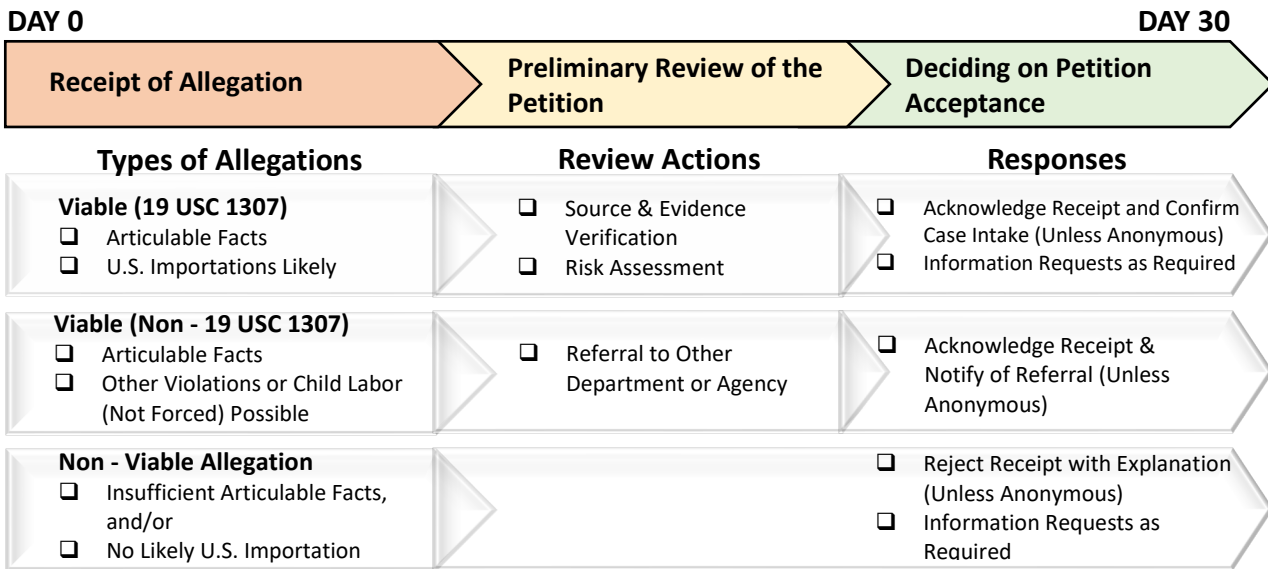 DAY 0
DAY 30
Receipt of Allegation
Preliminary Review of the
Petition
Deciding on Petition
Acceptance
Types of Allegations
Review Actions
Responses
Viable (19 USC 1307)
❑ Articulable Facts
❑ U.S. Importations Likely
❑ Source & Evidence
Verification
❑ Risk Assessment
❑ Acknowledge Receipt and Confirm
Case Intake (Unless Anonymous)
❑ Information Requests as Required
Viable (Non - 19 USC 1307)
❑ Articulable Facts
❑ Other Violations or Child Labor
(Not Forced) Possible
❑ Referral to Other
Department or Agency
❑ Acknowledge Receipt &
Notify of Referral (Unless
Anonymous)
Non - Viable Allegation
❑ Insufficient Articulable Facts,
and/or
❑ No Likely U.S. Importation
❑ Reject Receipt with Explanation
(Unless Anonymous)
❑ Information Requests as
Required